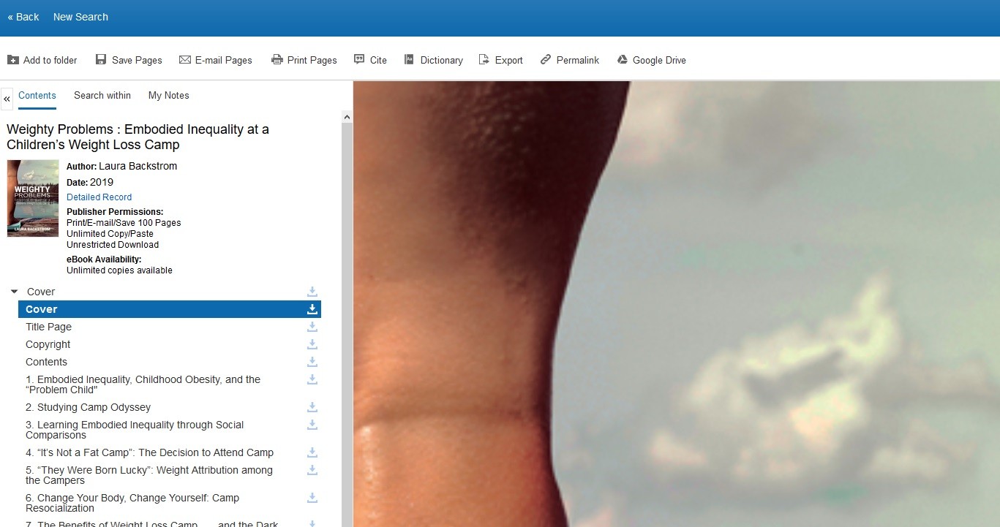 « Back New Search
Add to folder Save Pages E-mail Pages Print Pages Cite Dictionary Export Permalink Google Drive
« Contents Search within My Notes
Weighty Problems : Embodied Inequality at a
Children’s Weight Loss Camp
WEIGHTY
PROBLEMS
LAURA BACKSTROM
Author: Laura Backstrom
Date: 2019
Detailed Record
Publisher Permissions:
Print/E-mail/Save 100 Pages
Unlimited Copy/Paste
Unrestricted Download
eBook Availability:
Unlimited copies available
Cover
Cover
Title Page
Copyright
Contents
1. Embodied Inequality, Childhood Obesity, and the
“Problem Child"
2. Studying Camp Odyssey
3. Learning Embodied Inequality through Social
Comparisons
4. “It’s Not a Fat Camp”: The Decision to Attend Camp
5. “They Were Born Lucky”: Weight Attribution among
the Campers
6. Change Your Body, Change Yourself: Camp
Resocialization
7. The Benefits of Weight Loss Camp . . . and the Dark